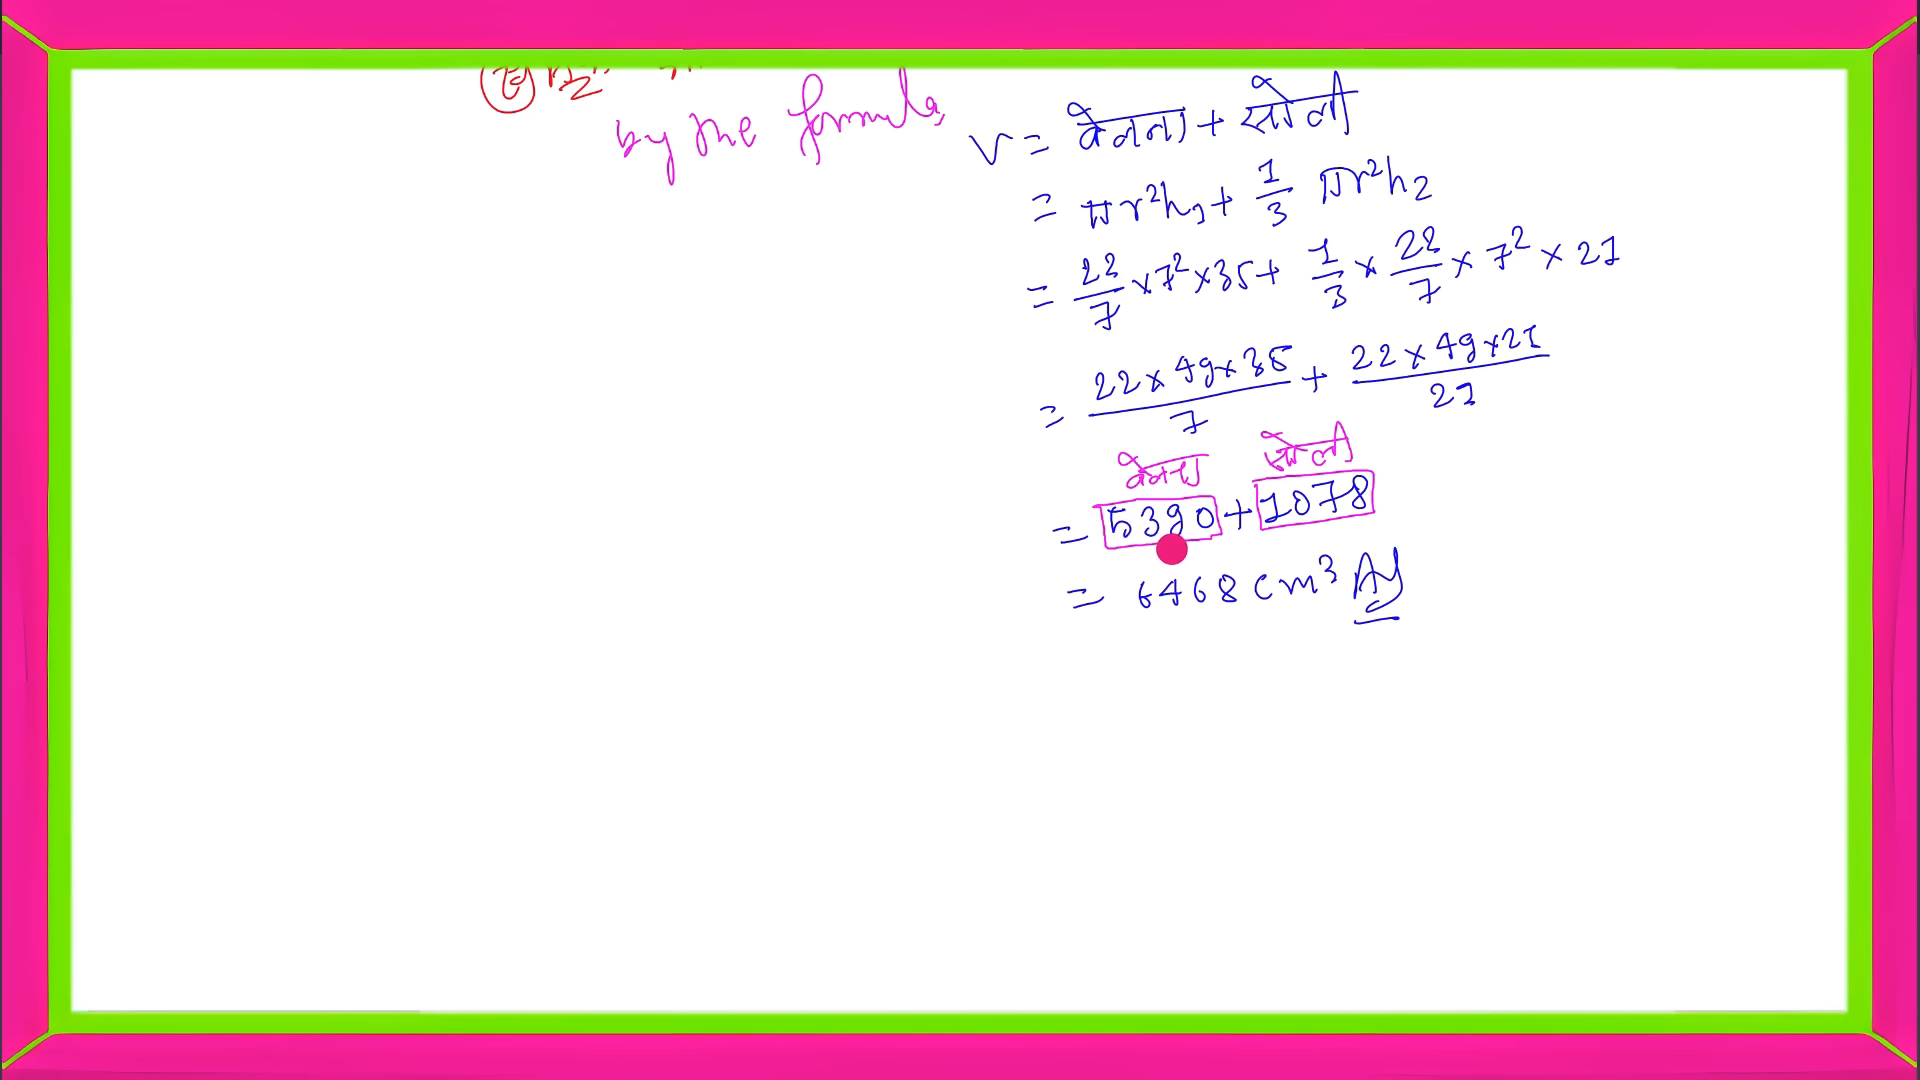 by the formula,
V = बेलना + सोली
= πr²h₁ + 1/3 πr²h₂
= 22/7 × 7² × 35 + 1/3 × 22/7 × 7² × 21
= 22 × 49 × 35/7 + 22 × 49 × 21/21
बेलना सोली
= 5390 + 1078
= 6468 cm³ Ay